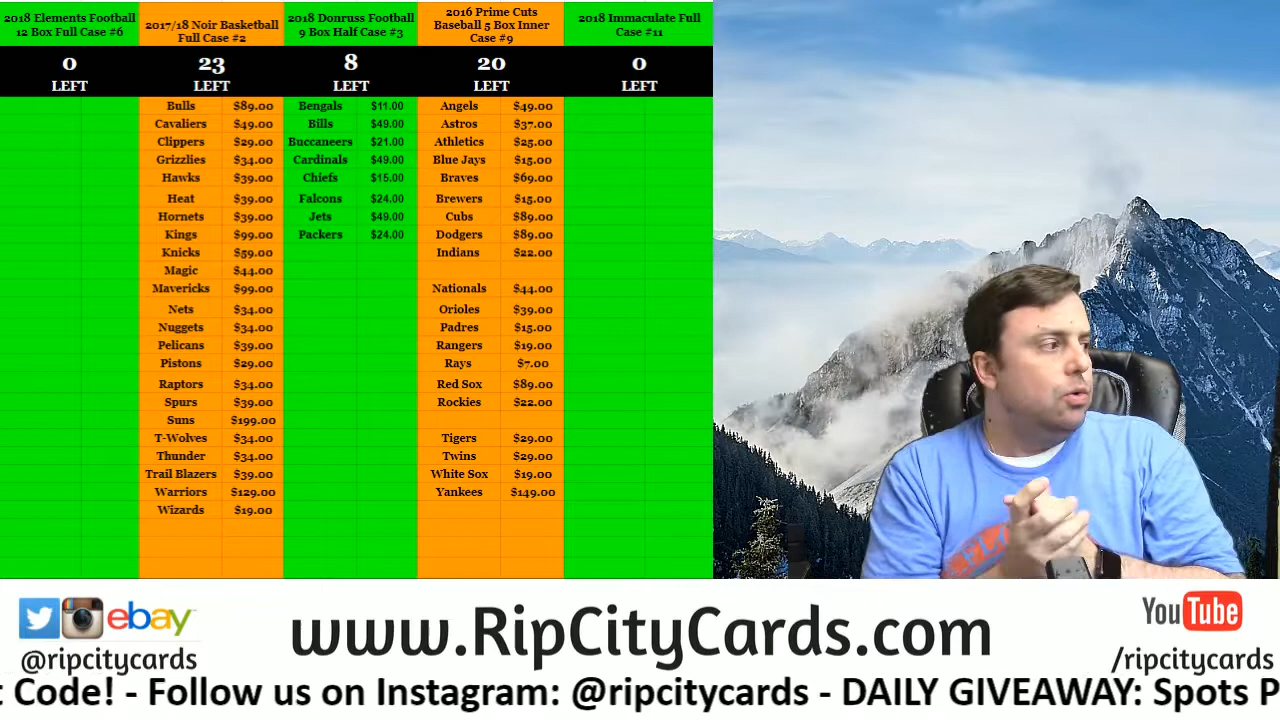 2018 Elements Football
12 Box Full Case #6
2017/18 Noir Basketball
Full Case #2
2018 Donruss Football
9 Box Half Case #3
2016 Prime Cuts
Baseball 5 Box Inner
Case #9
2018 Immaculate Full
Case #11
0 23 8 20 0
LEFT LEFT LEFT LEFT LEFT
Bulls $89.00 Bengals $11.00 Angels $49.00
Cavaliers $49.00 Bills $49.00 Astros $37.00
Clippers $29.00 Buccaneers $21.00 Athletics $25.00
Grizzlies $34.00 Cardinals $49.00 Blue Jays $15.00
Hawks $39.00 Chiefs $15.00 Braves $69.00
Heat $39.00 Falcons $24.00 Brewers $15.00
Hornets $39.00 Jets $49.00 Cubs $89.00
Kings $99.00 Packers $24.00 Dodgers $89.00
Knicks $59.00 Indians $22.00
Magic $44.00
Mavericks $99.00 Nationals $44.00
Nets $34.00 Orioles $39.00
Nuggets $34.00 Padres $15.00
Pelicans $39.00 Rangers $19.00
Pistons $29.00 Rays $7.00
Raptors $34.00 Red Sox $89.00
Spurs $39.00 Rockies $22.00
Suns $199.00
T-Wolves $34.00 Tigers $29.00
Thunder $34.00 Twins $29.00
Trail Blazers $39.00 White Sox $19.00
Warriors $129.00 Yankees $149.00
Wizards $19.00
ebay
@ripcitycards
www.RipCityCards.com
YouTube
/ripcitycards
t Code! - Follow us on Instagram: @ripcitycards - DAILY GIVEAWAY: Spots P